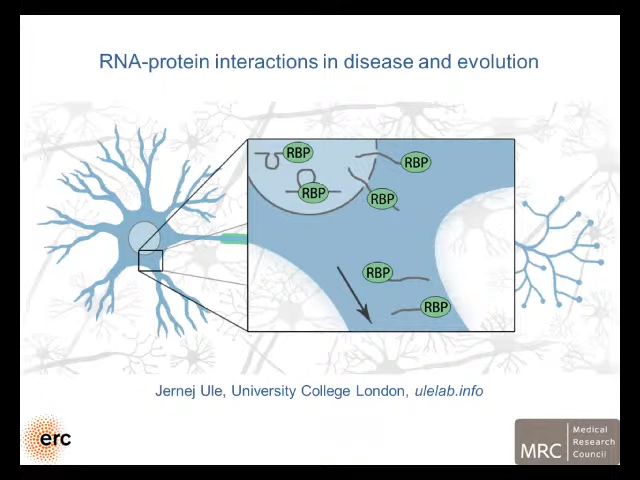 RNA-protein interactions in disease and evolution
RBP
RBP
RBP
RBP
RBP
RBP
Jernej Ule, University College London, ulelab.info
erc
MRC
Medical
Research
Council